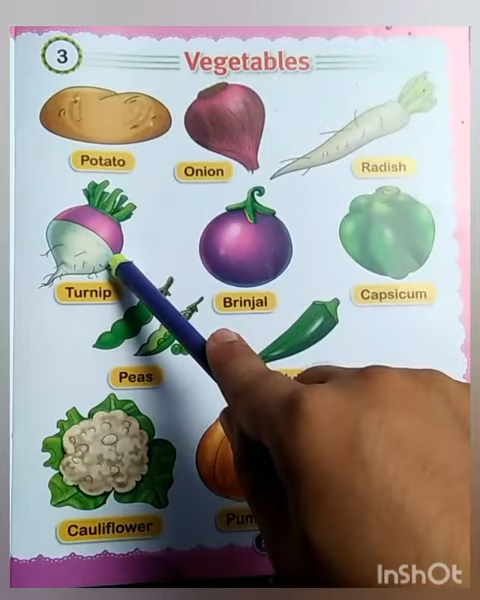 3
Vegetables
Potato
Onion
Radish
Turnip
Brinjal
Capsicum
Peas
Cauliflower
InShOt